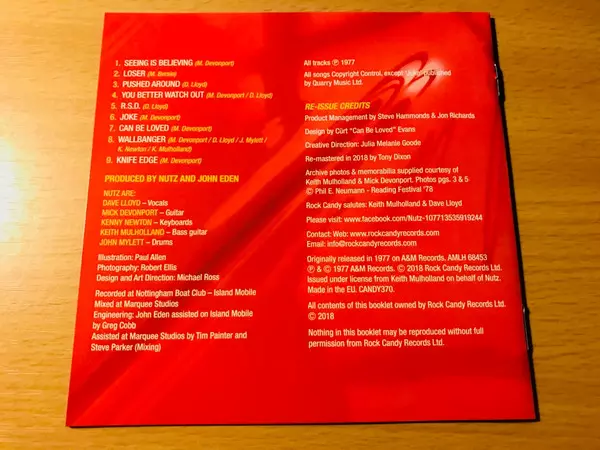 1. SEEING IS BELIEVING (M. Devonport)
2. LOSER (M. Bernie)
3. PUSHED AROUND (D. Lloyd)
4. YOU BETTER WATCH OUT (M. Devonport / D. Lloyd)
5. R.S.D. (D. Lloyd)
6. JOKE (M. Devonport)
7. CAN BE LOVED (M. Devonport)
8. WALLBANGER (M. Devonport / D. Lloyd / J. Mylett /
K. Newton / K. Mulholland)
9. KNIFE EDGE (M. Devonport)
PRODUCED BY NUTZ AND JOHN EDEN
NUTZ ARE:
DAVE LLOYD – Vocals
MICK DEVONPORT – Guitar
KENNY NEWTON – Keyboards
KEITH MULHOLLAND – Bass guitar
JOHN MYLETT – Drums
Illustration: Paul Allen
Photography: Robert Ellis
Design and Art Direction: Michael Ross
Recorded at Nottingham Boat Club – Island Mobile
Mixed at Marquee Studios
Engineering: John Eden assisted on Island Mobile
by Greg Cobb
Assisted at Marquee Studios by Tim Painter and
Steve Parker (Mixing)
All tracks ℗ 1977
All songs Copyright Control, except 'Joke' published
by Quarry Music Ltd.
RE-ISSUE CREDITS
Product Management by Steve Hammonds & Jon Richards
Design by Cürt "Can Be Loved" Evans
Creative Direction: Julia Melanie Goode
Re-mastered in 2018 by Tony Dixon
Archive photos & memorabilia supplied courtesy of
Keith Mulholland & Mick Devonport. Photos pgs. 3 & 5
© Phil E. Neumann - Reading Festival '78
Rock Candy salutes: Keith Mulholland & Dave Lloyd
Please visit: www.facebook.com/Nutz-107713535919244
Contact: Web: www.rockcandyrecords.com
Email: info@rockcandyrecords.com
Originally released in 1977 on A&M Records. AMLH 68453
℗ & © 1977 A&M Records. © 2018 Rock Candy Records Ltd.
Issued under license from Keith Mulholland on behalf of Nutz.
Made in the EU. CANDY370.
All contents of this booklet owned by Rock Candy Records Ltd.
© 2018
Nothing in this booklet may be reproduced without full
permission from Rock Candy Records Ltd.